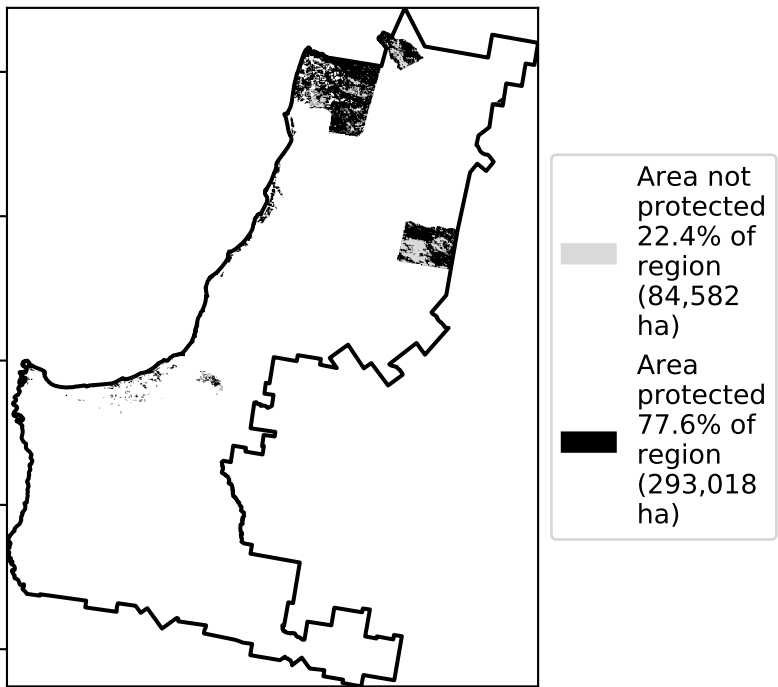 Area not
protected
22.4% of
region
(84,582
ha)
Area
protected
77.6% of
region
(293,018
ha)